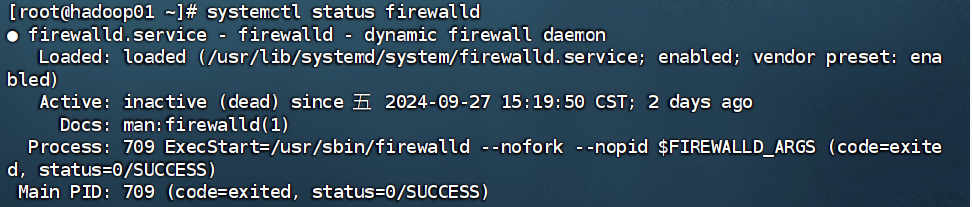 [root@hadoop01 ~]# systemctl status firewalld
● firewalld.service - firewalld - dynamic firewall daemon
   Loaded: loaded (/usr/lib/systemd/system/firewalld.service; enabled; vendor preset: ena
bled)
   Active: inactive (dead) since 五 2024-09-27 15:19:50 CST; 2 days ago
     Docs: man:firewalld(1)
  Process: 709 ExecStart=/usr/sbin/firewalld --nofork --nopid $FIREWALLD_ARGS (code=exite
d, status=0/SUCCESS)
 Main PID: 709 (code=exited, status=0/SUCCESS)